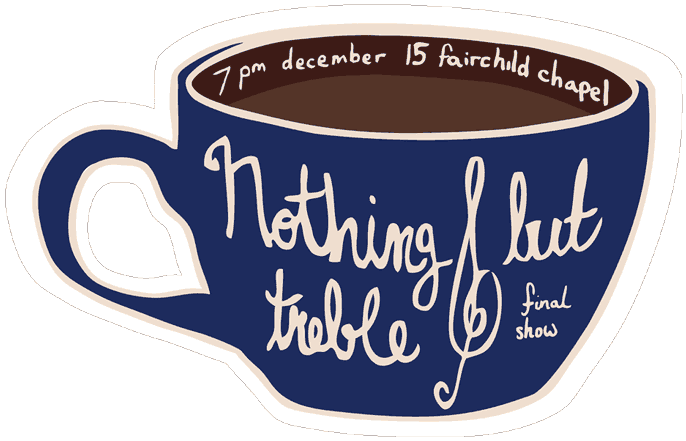 7 pm december 15 fairchild chapel
Nothing but
treble
final
show